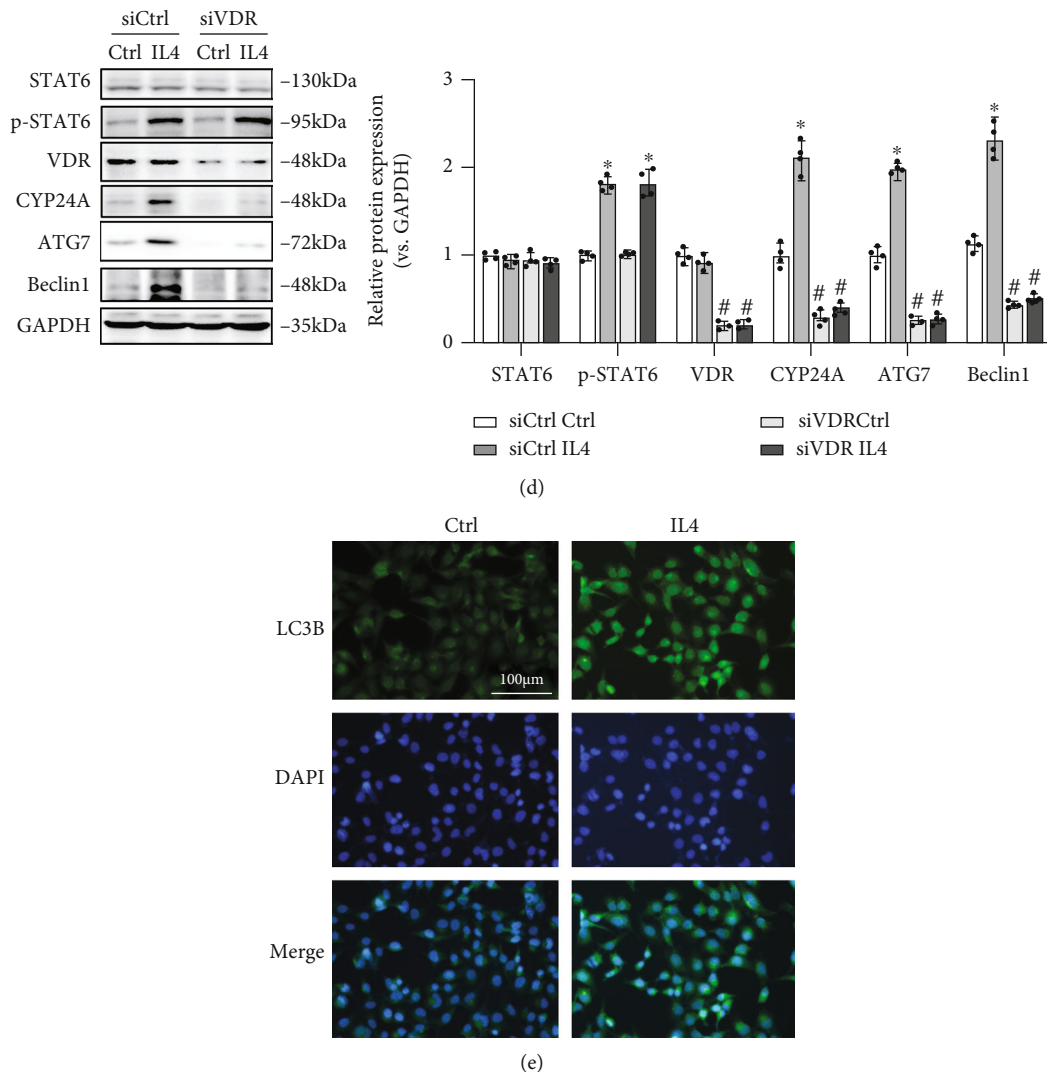 siCtrl siVDR
Ctrl IL4 Ctrl IL4
STAT6 –130kDa
p-STAT6 –95kDa
VDR –48kDa
CYP24A –48kDa
ATG7 –72kDa
Beclin1 –48kDa
GAPDH –35kDa
Relative protein expression
(vs. GAPDH)
3
2
1
0
* * * * *
# # # # # # # #
STAT6 p-STAT6 VDR CYP24A ATG7 Beclin1
siCtrl Ctrl siVDRCtrl
siCtrl IL4 siVDR IL4
(d)
Ctrl IL4
LC3B
100μm
DAPI
Merge
(e)